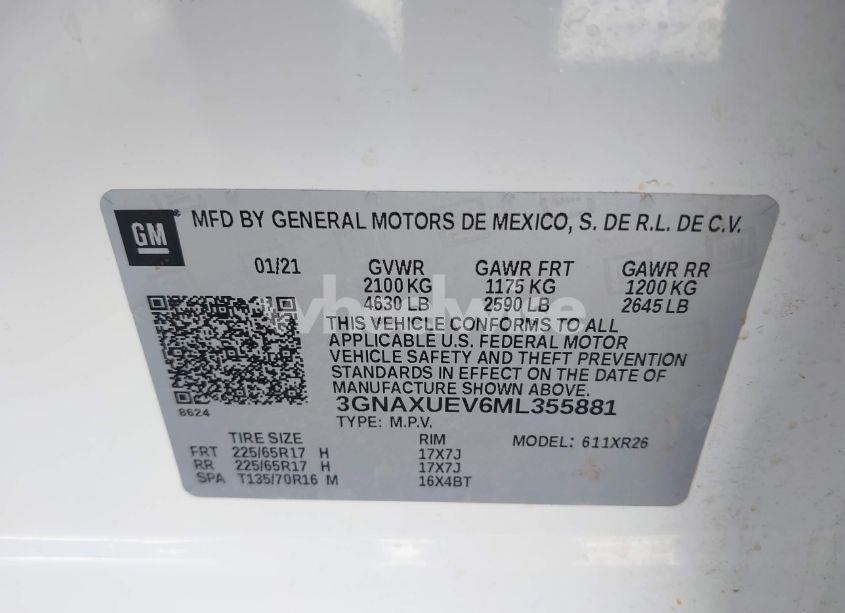 GM
MFD BY GENERAL MOTORS DE MEXICO, S. DE R.L. DE C.V.
01/21 GVWR GAWR FRT GAWR RR
2100 KG 1175 KG 1200 KG
4630 LB 2590 LB 2645 LB
THIS VEHICLE CONFORMS TO ALL
APPLICABLE U.S. FEDERAL MOTOR
VEHICLE SAFETY AND THEFT PREVENTION
STANDARDS IN EFFECT ON THE DATE OF
MANUFACTURE SHOWN ABOVE.
8624
3GNAXUEV6ML355881
TYPE: M.P.V.
TIRE SIZE RIM MODEL: 611XR26
FRT 225/65R17 H 17X7J
RR 225/65R17 H 17X7J
SPA T135/70R16 M 16X4BT